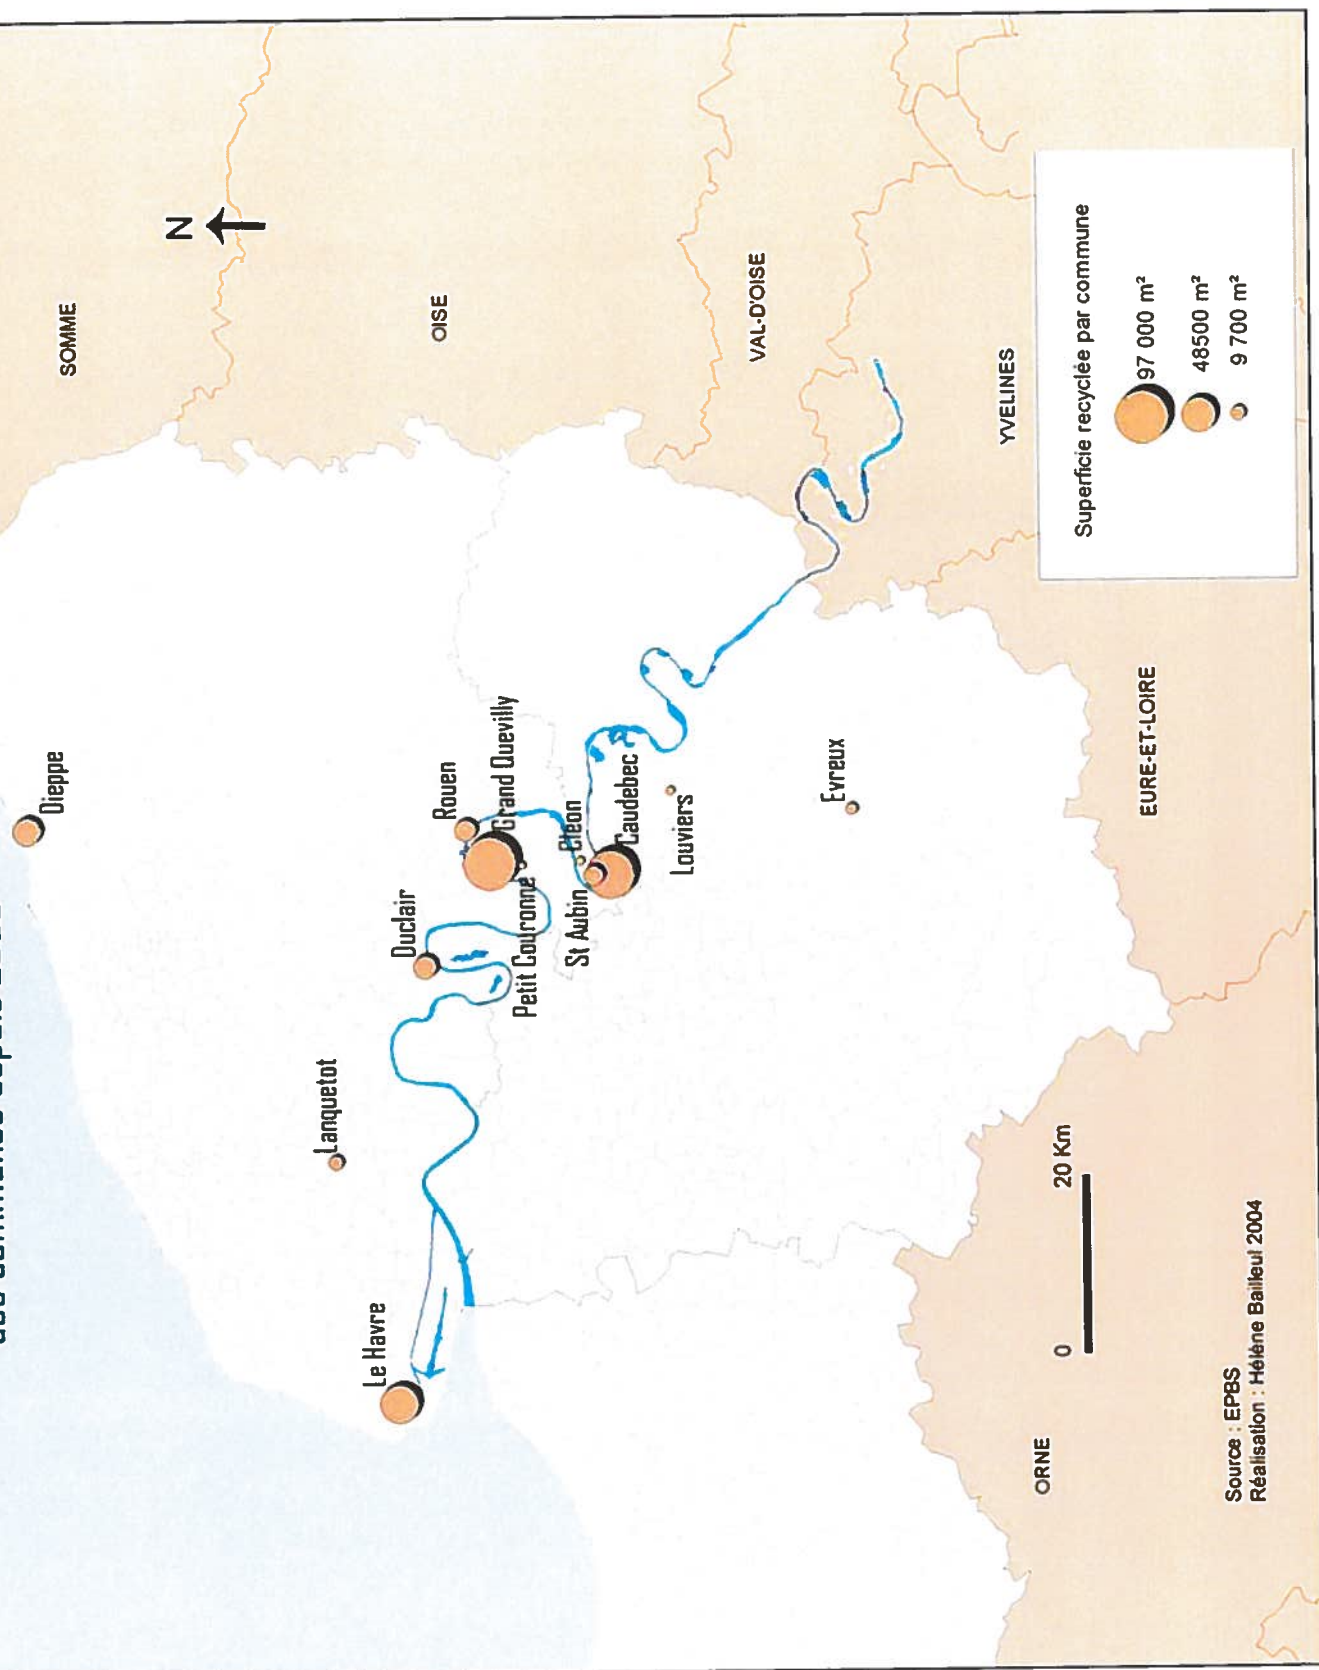 SOMME
N
OISE
VAL-D'OISE
YVELINES
EURE-ET-LOIRE
ORNE
Dieppe
Rouen
Grand Quevilly
Duclair
Petit Couronne
Cléon
St Aubin
Caudebec
Louviers
Evreux
Lanquetot
Le Havre
0 20 Km
Superficie recyclée par commune
97 000 m²
48500 m²
9 700 m²
Source : EPBS
Réalisation : Hélène Bailleul 2004